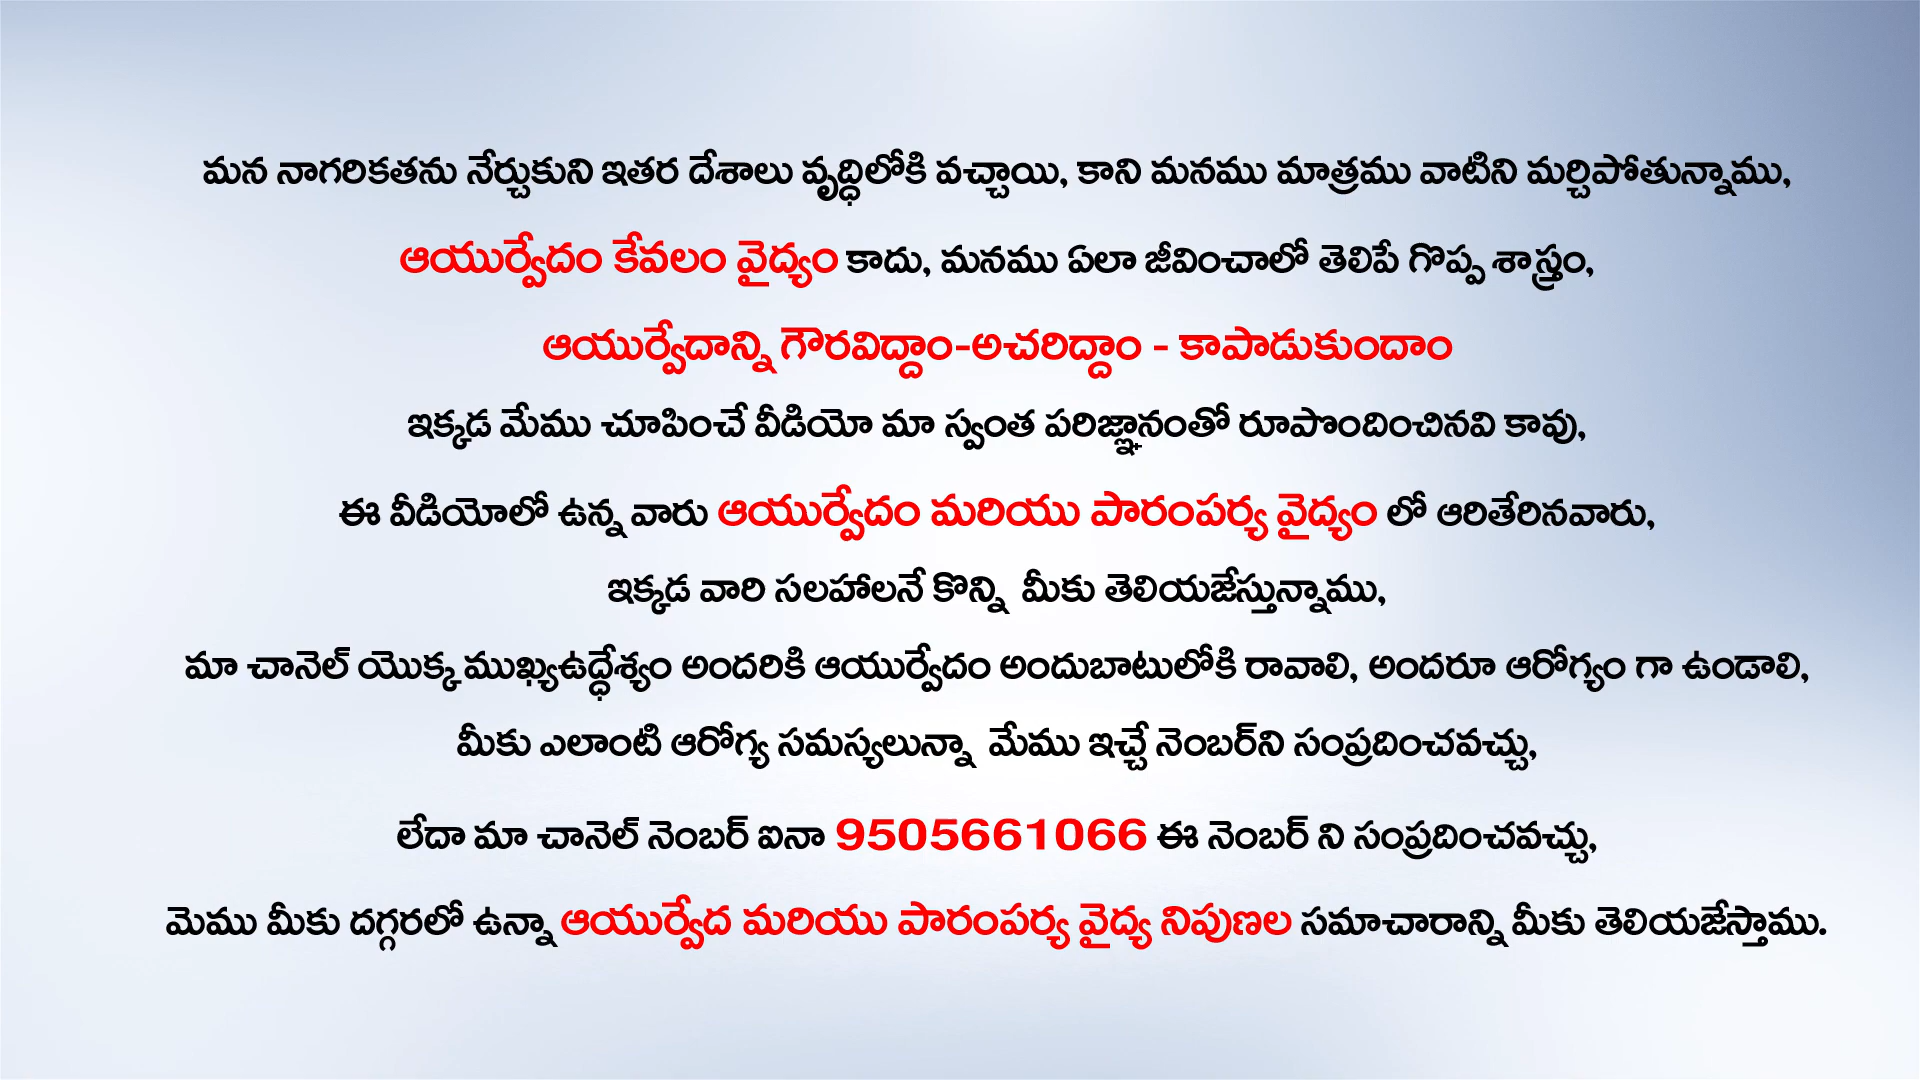 మన నాగరికతను నేర్చుకుని ఇతర దేశాలు వృద్ధిలోకి వచ్చాయి, కాని మనము మాత్రము వాటిని మర్చిపోతున్నాము,
ఆయుర్వేదం కేవలం వైద్యం కాదు, మనము ఏలా జీవించాలో తెలిపే గొప్ప శాస్త్రం,
ఆయుర్వేదాన్ని గౌరవిద్దాం-అచరిద్దాం - కాపాడుకుందాం
ఇక్కడ మేము చూపించే వీడియో మా స్వంత పరిజ్ఞానంతో రూపొందించినవి కావు,
ఈ వీడియోలో ఉన్న వారు ఆయుర్వేదం మరియు పారంపర్య వైద్యం లో ఆరితేరినవారు,
ఇక్కడ వారి సలహాలనే కొన్ని మీకు తెలియజేస్తున్నాము,
మా చానెల్ యొక్క ముఖ్యఉద్ధేశ్యం అందరికి ఆయుర్వేదం అందుబాటులోకి రావాలి, అందరూ ఆరోగ్యం గా ఉండాలి,
మీకు ఎలాంటి ఆరోగ్య సమస్యలున్నా మేము ఇచ్చే నెంబర్‌ని సంప్రదించవచ్చు,
లేదా మా చానెల్ నెంబర్ ఐనా 9505661066 ఈ నెంబర్ ని సంప్రదించవచ్చు,
మెము మీకు దగ్గరలో ఉన్నా ఆయుర్వేద మరియు పారంపర్య వైద్య నిపుణల సమాచారాన్ని మీకు తెలియజేస్తాము.